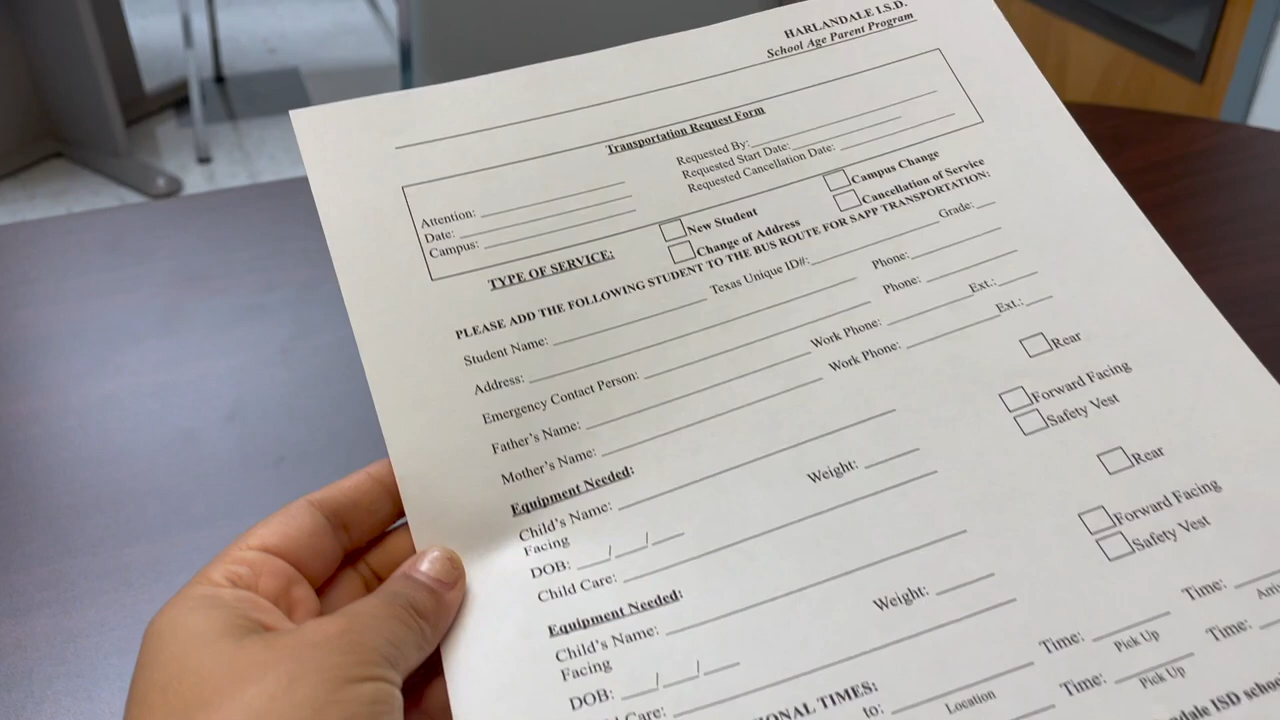 HARLANDALE I.S.D.
School Age Parent Program
Transportation Request Form
Attention: Requested By:
Date: Requested Start Date:
Campus: Requested Cancellation Date:
TYPE OF SERVICE: New Student Campus Change
Change of Address Cancellation of Service
PLEASE ADD THE FOLLOWING STUDENT TO THE BUS ROUTE FOR SAPP TRANSPORTATION:
Student Name: Texas Unique ID#: Grade:
Address: Phone:
Emergency Contact Person: Phone:
Father's Name: Work Phone: Ext.:
Mother's Name: Work Phone: Ext.:
Equipment Needed:
Child's Name: Weight: Rear
Facing
DOB: / / Forward Facing
Child Care: Safety Vest
Equipment Needed:
Child's Name: Weight: Rear
Facing
DOB: / / Forward Facing
Care: Safety Vest
TIMES:
to: Time: Time:
Location Pick Up
Time: Time:
Pick Up
ISD